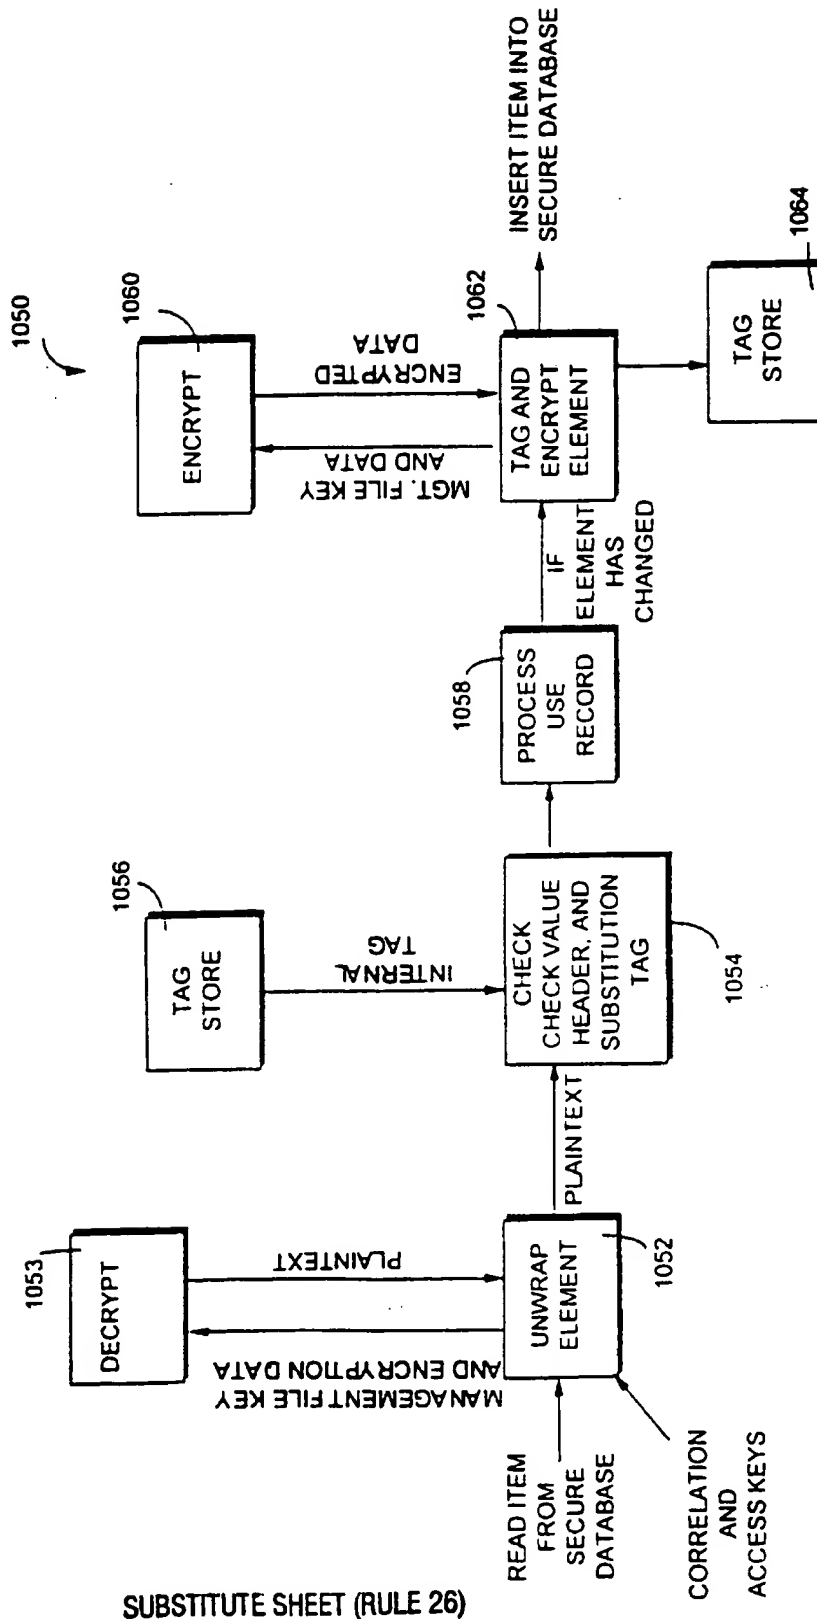 1050
1053
DECRYPT
MANAGEMENT FILE KEY
AND ENCRYPTION DATA
PLAINTEXT
READ ITEM
FROM
SECURE
DATABASE
CORRELATION
AND
ACCESS KEYS
UNWRAP
ELEMENT
1052
PLAINTEXT
1056
TAG
STORE
INTERNAL
TAG
CHECK
CHECK VALUE
HEADER, AND
SUBSTITUTION
TAG
1054
1058
PROCESS
USE
RECORD
IF
ELEMENT
HAS
CHANGED
1060
ENCRYPT
MGT. FILE KEY
AND DATA
ENCRYPTED
DATA
1062
TAG AND
ENCRYPT
ELEMENT
INSERT ITEM INTO
SECURE DATABASE
TAG
STORE
1064
SUBSTITUTE SHEET (RULE 26)